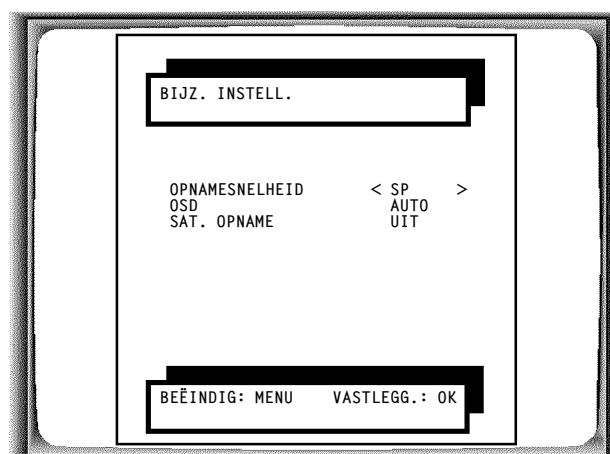 BIJZ. INSTELL.
OPNAMESNELHEID < SP >
OSD AUTO
SAT. OPNAME UIT
BEËINDIG: MENU VASTLEGG.: OK